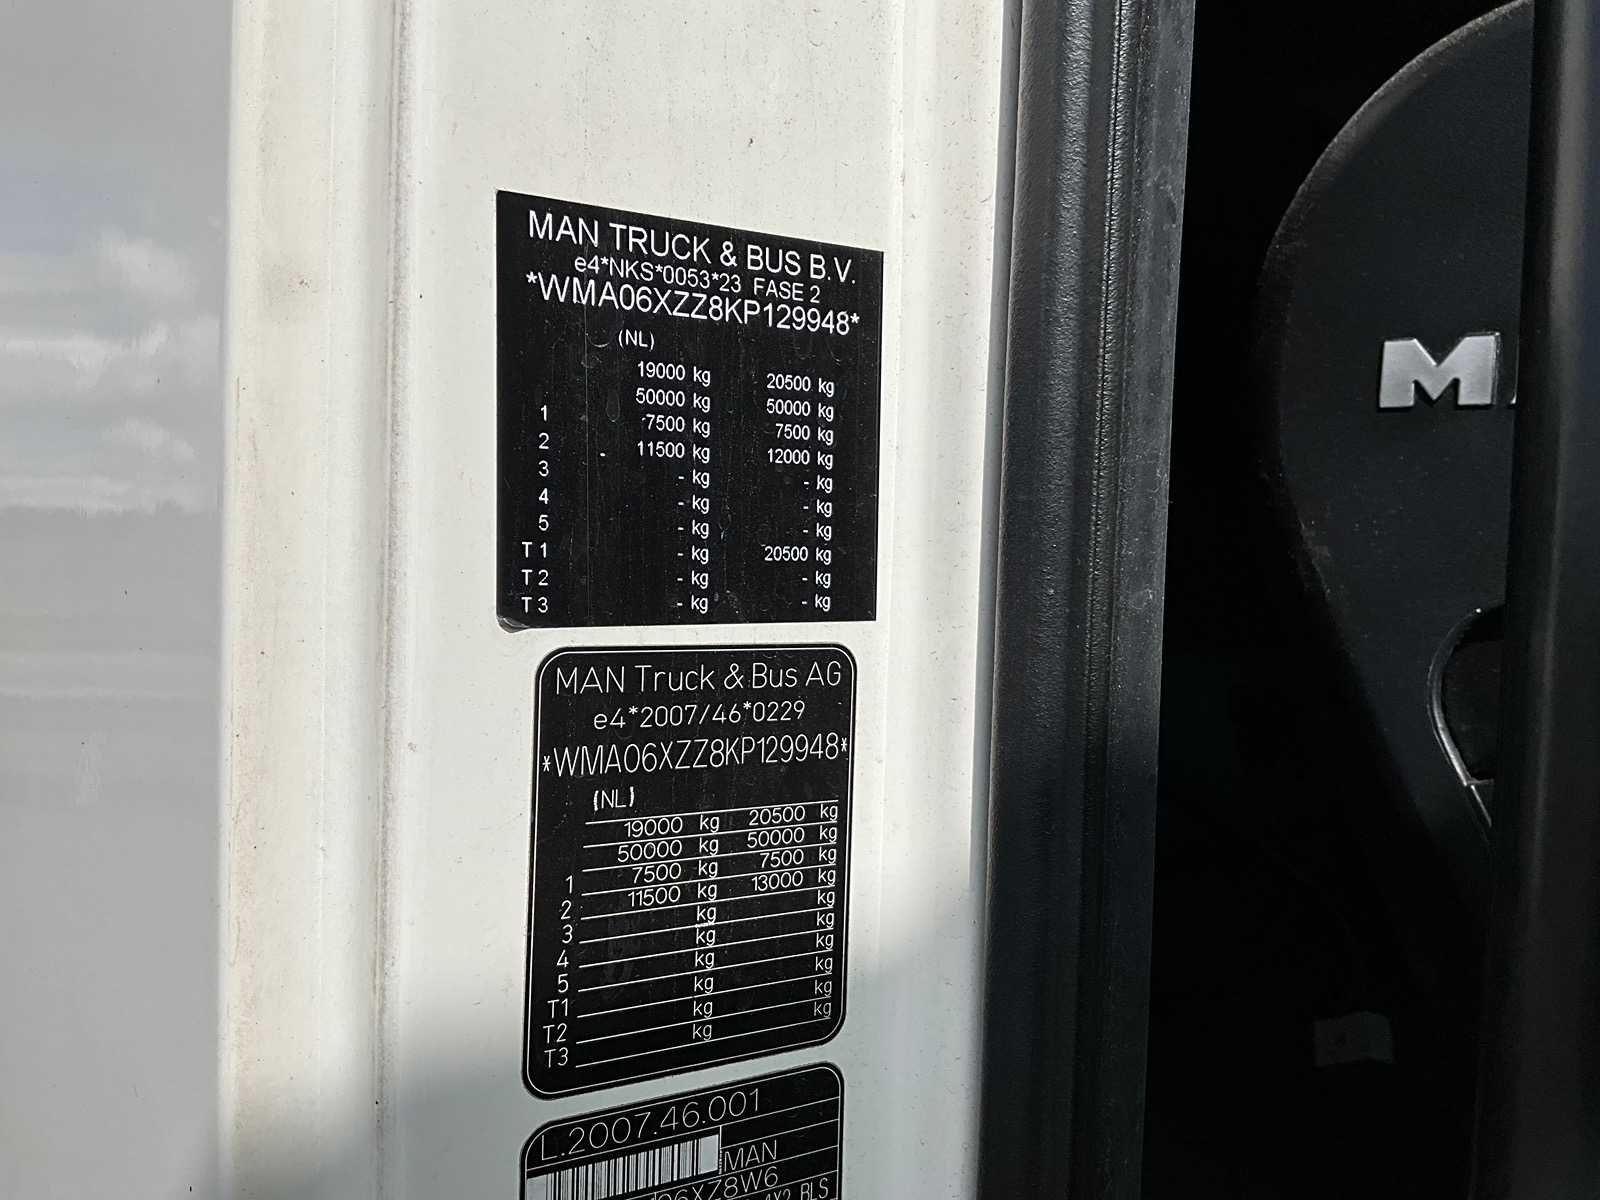 MAN TRUCK & BUS B.V.
e4*NKS*0053*23 FASE 2
*WMA06XZZ8KP129948*
(NL)
19000 kg 20500 kg
50000 kg 50000 kg
1 7500 kg 7500 kg
2 11500 kg 12000 kg
3 - kg - kg
4 - kg - kg
5 - kg - kg
T1 - kg 20500 kg
T2 - kg - kg
T3 - kg - kg
MAN Truck & Bus AG
e4*2007/46*0229
*WMA06XZZ8KP129948*
(NL)
19000 kg 20500 kg
50000 kg 50000 kg
1 7500 kg 7500 kg
2 11500 kg 13000 kg
3 kg kg
4 kg kg
5 kg kg
T1 kg kg
T2 kg kg
T3 kg kg
L.2007.46.001
MAN
06XZ8W6
4X2 BLS
M